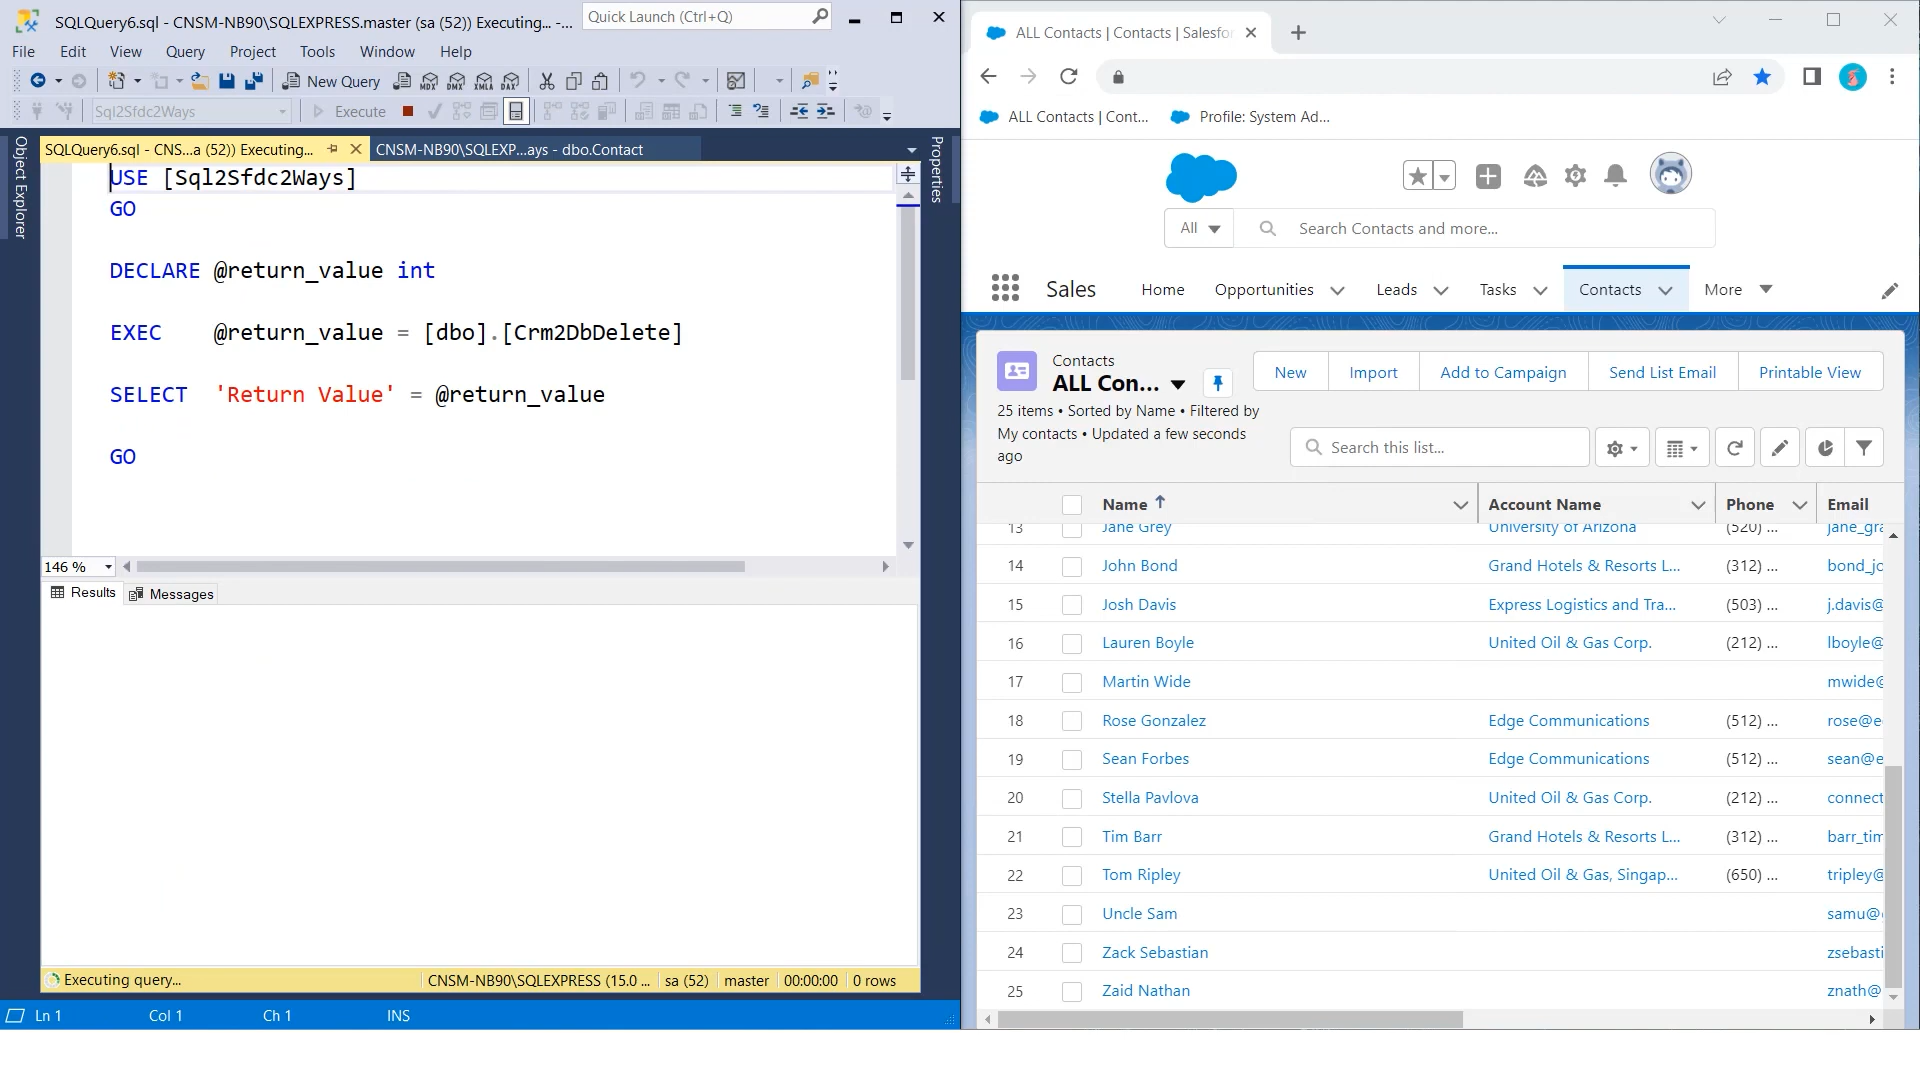 SQLQuery6.sql - CNSM-NB90\SQLEXPRESS.master (sa (52)) Executing... -...
Quick Launch (Ctrl+Q)
File Edit View Query Project Tools Window Help
New Query MDX DMX XMLA DAX
Sql2Sfdc2Ways Execute
Object Explorer
SQLQuery6.sql - CNS...a (52)) Executing...
CNSM-NB90\SQLEXP...ays - dbo.Contact
Properties
USE [Sql2Sfdc2Ways]
GO
DECLARE @return_value int
EXEC @return_value = [dbo].[Crm2DbDelete]
SELECT 'Return Value' = @return_value
GO
146 %
Results Messages
Executing query...
CNSM-NB90\SQLEXPRESS (15.0 ... sa (52) master 00:00:00 0 rows
Ln 1 Col 1 Ch 1 INS
ALL Contacts | Contacts | Salesfor
ALL Contacts | Cont... Profile: System Ad...
All Search Contacts and more...
Sales Home Opportunities Leads Tasks Contacts More
Contacts
ALL Con...
New Import Add to Campaign Send List Email Printable View
25 items • Sorted by Name • Filtered by
My contacts • Updated a few seconds
ago
Search this list...
Name Account Name Phone Email
13 Jane Grey University of Arizona (520) ... jane_gra
14 John Bond Grand Hotels & Resorts L... (312) ... bond_jo
15 Josh Davis Express Logistics and Tra... (503) ... j.davis@
16 Lauren Boyle United Oil & Gas Corp. (212) ... lboyle@
17 Martin Wide mwide@
18 Rose Gonzalez Edge Communications (512) ... rose@e
19 Sean Forbes Edge Communications (512) ... sean@e
20 Stella Pavlova United Oil & Gas Corp. (212) ... connect
21 Tim Barr Grand Hotels & Resorts L... (312) ... barr_tim
22 Tom Ripley United Oil & Gas, Singap... (650) ... tripley@
23 Uncle Sam samu@
24 Zack Sebastian zsebasti
25 Zaid Nathan znath@